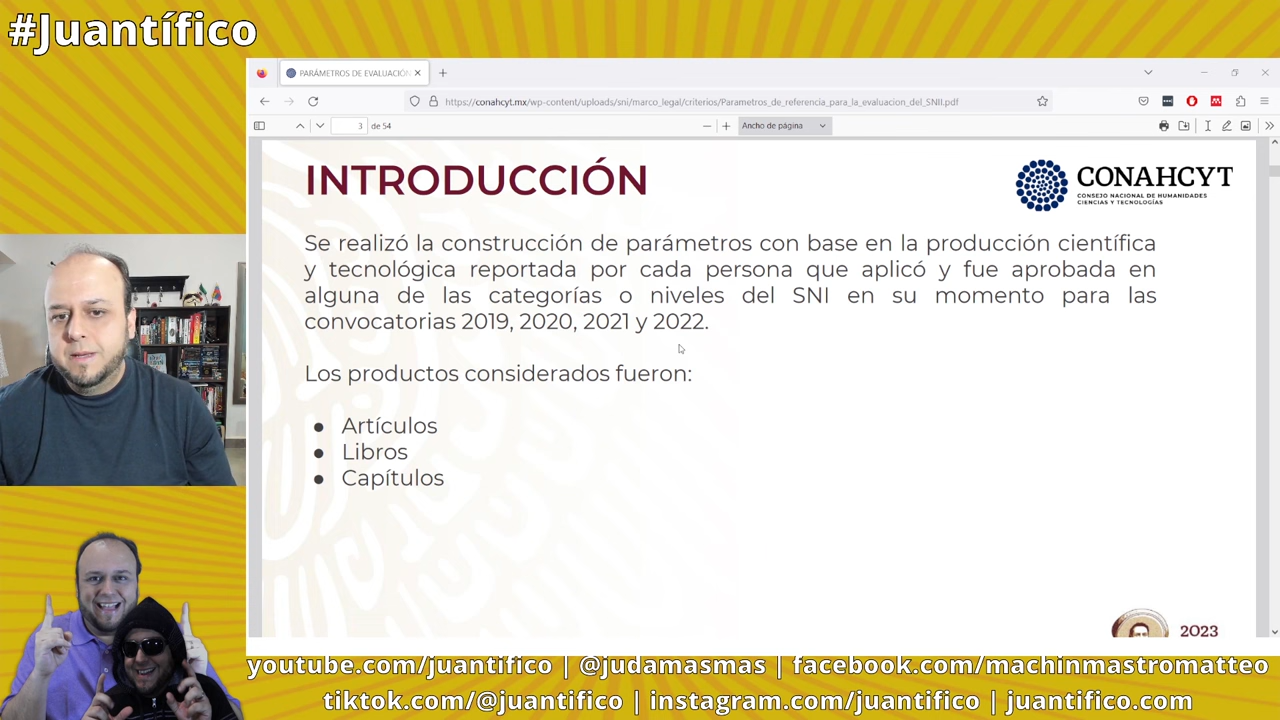 #Juantífico
PARÁMETROS DE EVALUACIÓN
https://conahcyt.mx/wp-content/uploads/sni/marco_legal/criterios/Parametros_de_referencia_para_la_evaluacion_del_SNII.pdf
3 de 54
Ancho de página
INTRODUCCIÓN
CONAHCYT
CONSEJO NACIONAL DE HUMANIDADES
CIENCIAS Y TECNOLOGÍAS
Se realizó la construcción de parámetros con base en la producción científica
y tecnológica reportada por cada persona que aplicó y fue aprobada en
alguna de las categorías o niveles del SNI en su momento para las
convocatorias 2019, 2020, 2021 y 2022.
Los productos considerados fueron:
● Artículos
● Libros
● Capítulos
2023
youtube.com/juantifico | @judamasmas | facebook.com/machinmastromatteo
tiktok.com/@juantifico | instagram.com/juantifico | juantifico.com